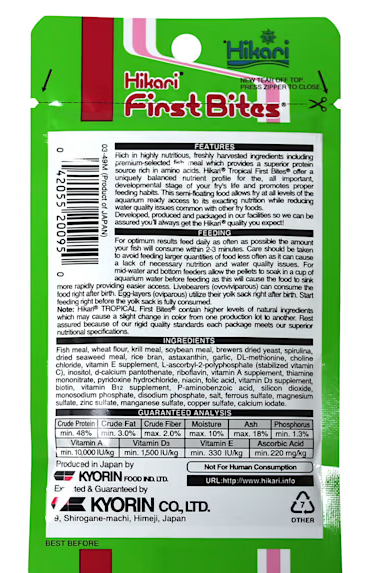 Hikari
NEW TEAR OFF TOP.
PRESS ZIPPER TO CLOSE.
Hikari®
First Bites®
03-49M (Product of JAPAN)
0 42055 20095 0
FEATURES
Rich in highly nutritious, freshly harvested ingredients including
premium-selected fish meal which provides a superior protein
source rich in amino acids. Hikari® Tropical First Bites® offer a
uniquely balanced nutrient profile for the, all important,
developmental stage of your fry's life and promotes proper
feeding habits. This semi-floating food allows fry at all levels of the
aquarium ready access to its exacting nutrition while reducing
water quality issues common with other fry foods.
Developed, produced and packaged in our facilities so we can be
assured you'll always get the Hikari® quality you expect!
FEEDING
For optimum results feed daily as often as possible the amount
your fish will consume within 2-3 minutes. Care should be taken
to avoid feeding larger quantities of food less often as it can cause
a lack of necessary nutrition and water quality issues. For
mid-water and bottom feeders allow the pellets to soak in a cup of
aquarium water before feeding as this will cause the food to sink
more rapidly providing easier access. Livebearers (ovoviviparous) can consume the
food right after birth. Egg-layers (oviparous) utilize their yolk sack right after birth. Start
feeding right before the yolk sack is fully consumed.
Note: Hikari® TROPICAL First Bites® contain higher levels of natural ingredients
which may cause a slight change in color from one production lot to another. Rest
assured because of our rigid quality standards each package meets our superior
nutritional specifications.
INGREDIENTS
Fish meal, wheat flour, krill meal, soybean meal, brewers dried yeast, spirulina,
dried seaweed meal, rice bran, astaxanthin, garlic, DL-methionine, choline
chloride, vitamin E supplement, L-ascorbyl-2-polyphosphate (stabilized vitamin
C), inositol, d-calcium pantothenate, riboflavin, vitamin A supplement, thiamine
mononitrate, pyridoxine hydrochloride, niacin, folic acid, vitamin D3 supplement,
biotin, vitamin B12 supplement, P-aminobenzoic acid, silicon dioxide,
monosodium phosphate, disodium phosphate, salt, ferrous sulfate, magnesium
sulfate, zinc sulfate, manganese sulfate, copper sulfate, calcium iodate.
GUARANTEED ANALYSIS
Crude Protein Crude Fat Crude Fiber Moisture Ash Phosphorus
min. 48% min. 3.0% max. 2.0% max. 10% max. 18% min. 1.3%
Vitamin A Vitamin D3 Vitamin E Ascorbic Acid
min. 10,000 IU/kg min. 1,500 IU/kg min. 330 IU/kg min. 220 mg/kg
Produced in Japan by
KYORIN FOOD IND. LTD.
Not For Human Consumption
URL:http://www.hikari.info
& Guaranteed by
KYORIN CO., LTD.
9, Shirogane-machi, Himeji, Japan
7
OTHER
BEST BEFORE